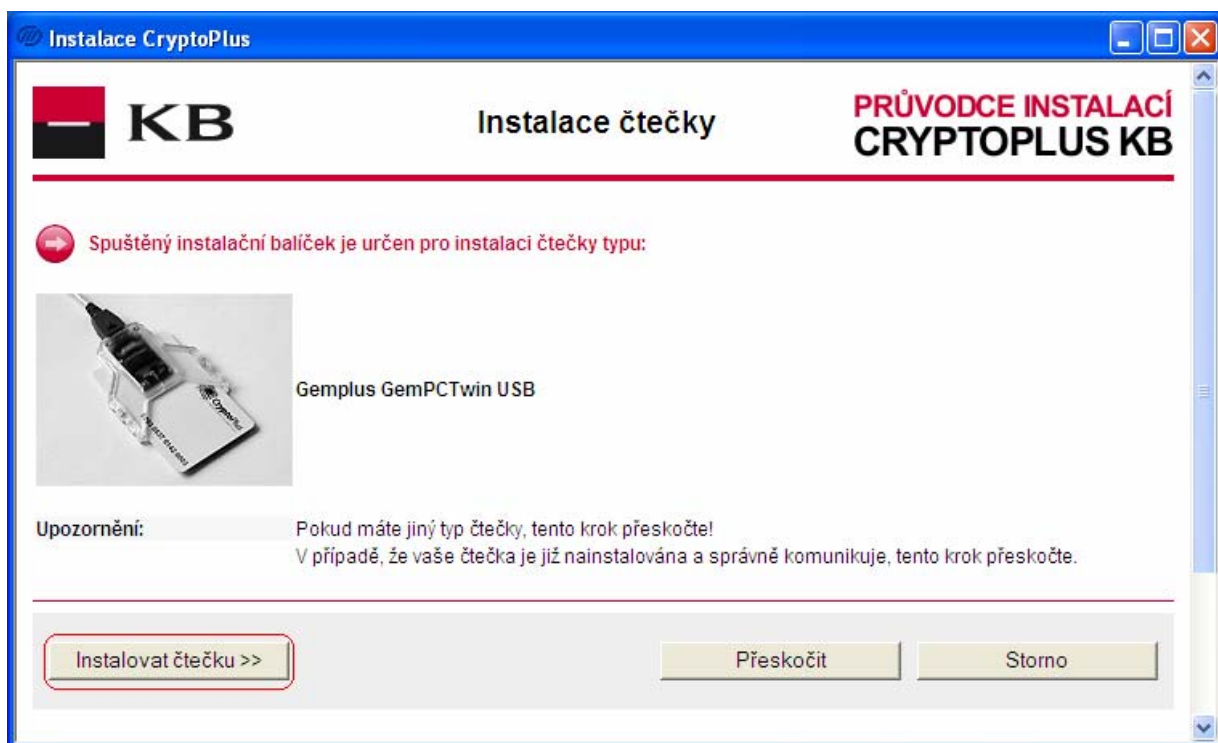 Instalace CryptoPlus
KB
Instalace čtečky
PRŮVODCE INSTALACÍ
CRYPTOPLUS KB
Spuštěný instalační balíček je určen pro instalaci čtečky typu:
CryptoPlus
Gemplus GemPCTwin USB
Upozornění:
Pokud máte jiný typ čtečky, tento krok přeskočte!
V případě, že vaše čtečka je již nainstalována a správně komunikuje, tento krok přeskočte.
Instalovat čtečku >>
Přeskočit
Storno